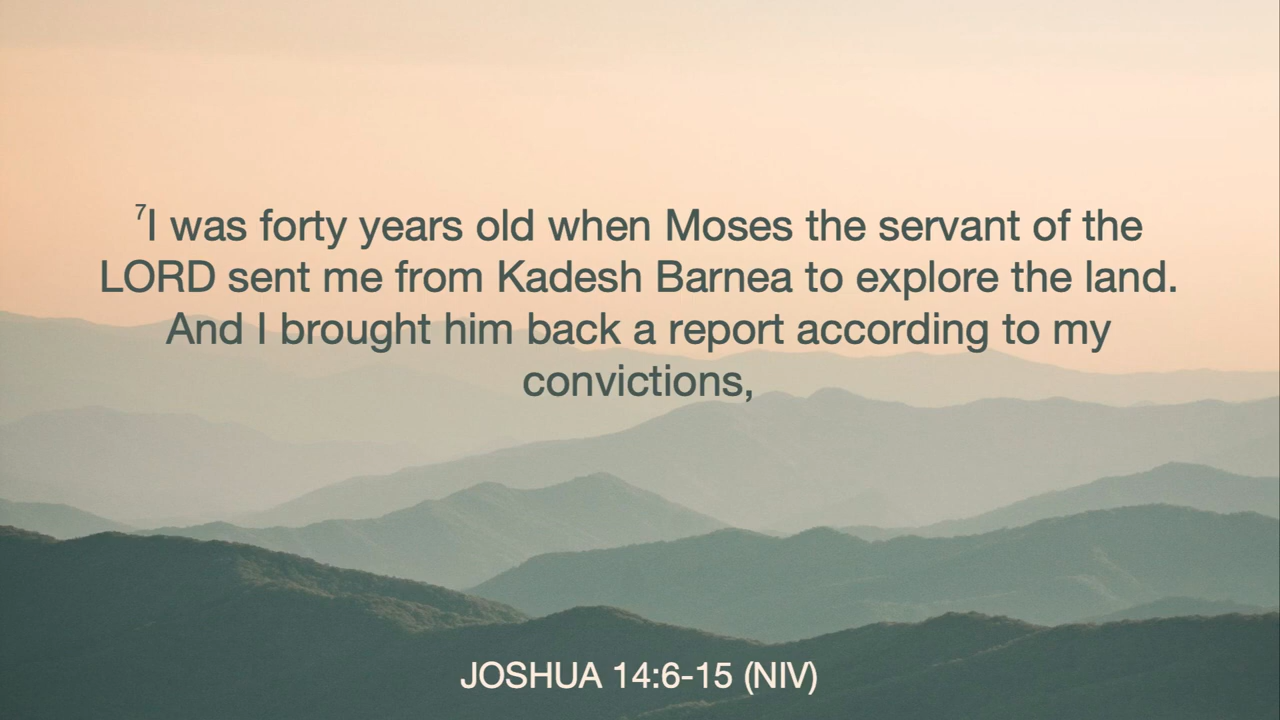 ⁷I was forty years old when Moses the servant of the
LORD sent me from Kadesh Barnea to explore the land.
And I brought him back a report according to my
convictions,
JOSHUA 14:6-15 (NIV)